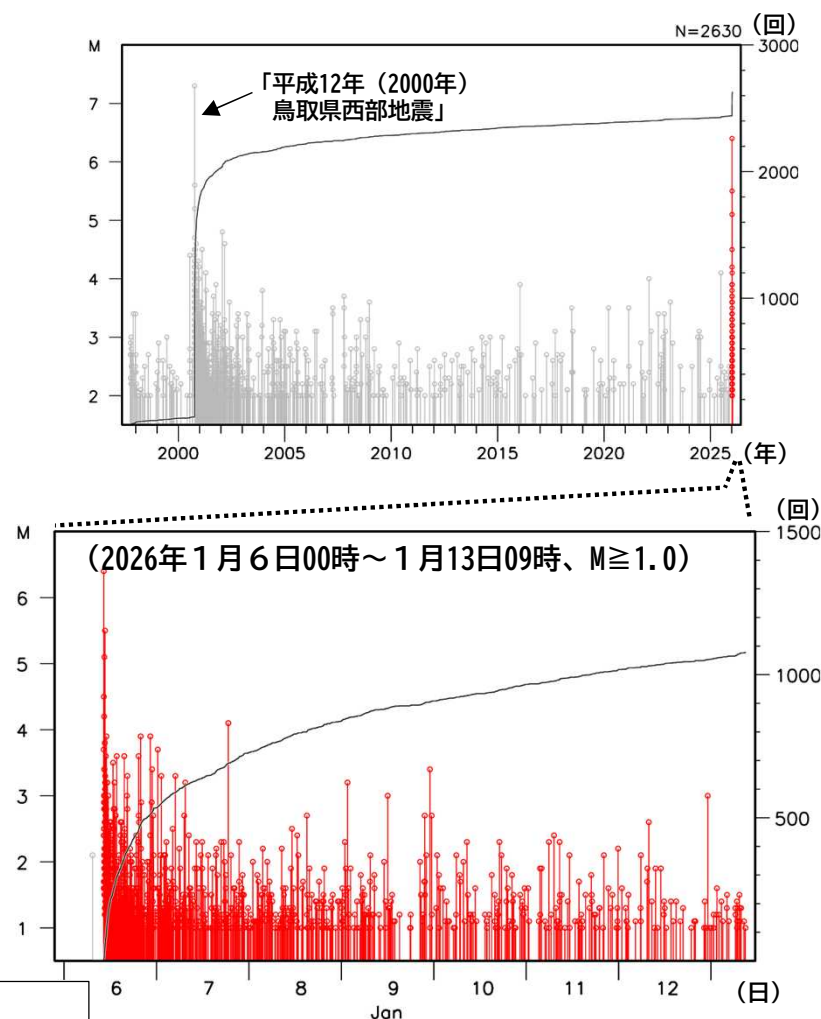 N=2630 (回)
M
3000
「平成12年（2000年）
鳥取県西部地震」
7
6
2000
5
4
1000
3
2
2000 2005 2010 2015 2020 2025 (年)
M
(回)
1500
（2026年１月６日00時～１月13日09時、M≧1.0）
6
5
1000
4
3
500
2
1
6 7 8 9 10 11 12 (日)
Jan